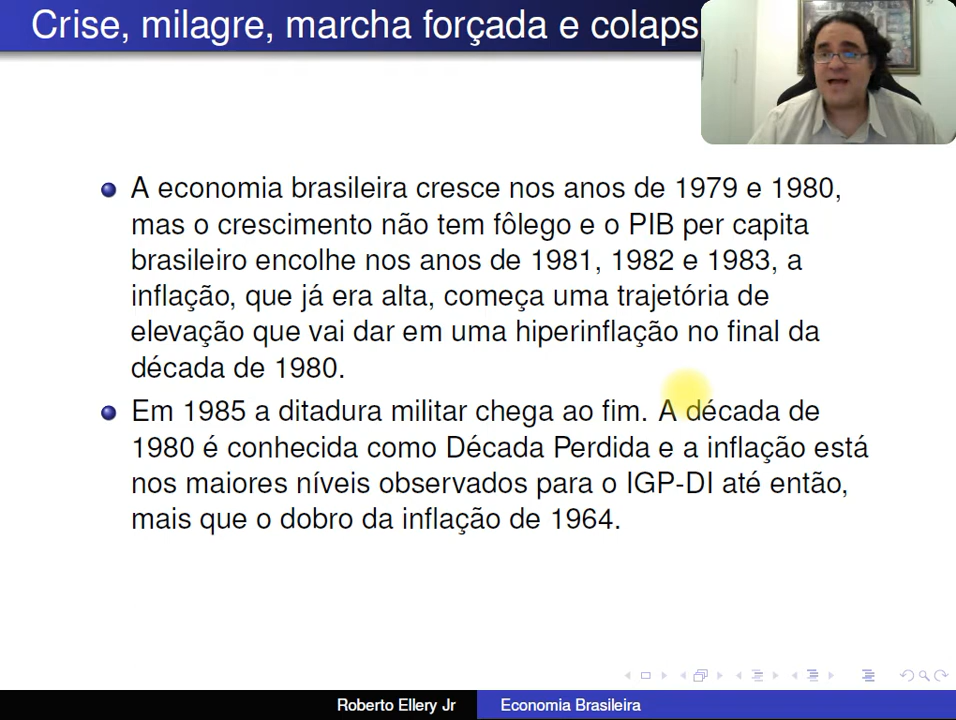 Crise, milagre, marcha forçada e colaps
A economia brasileira cresce nos anos de 1979 e 1980,
mas o crescimento não tem fôlego e o PIB per capita
brasileiro encolhe nos anos de 1981, 1982 e 1983, a
inflação, que já era alta, começa uma trajetória de
elevação que vai dar em uma hiperinflação no final da
década de 1980.
Em 1985 a ditadura militar chega ao fim. A década de
1980 é conhecida como Década Perdida e a inflação está
nos maiores níveis observados para o IGP-DI até então,
mais que o dobro da inflação de 1964.
Roberto Ellery Jr
Economia Brasileira